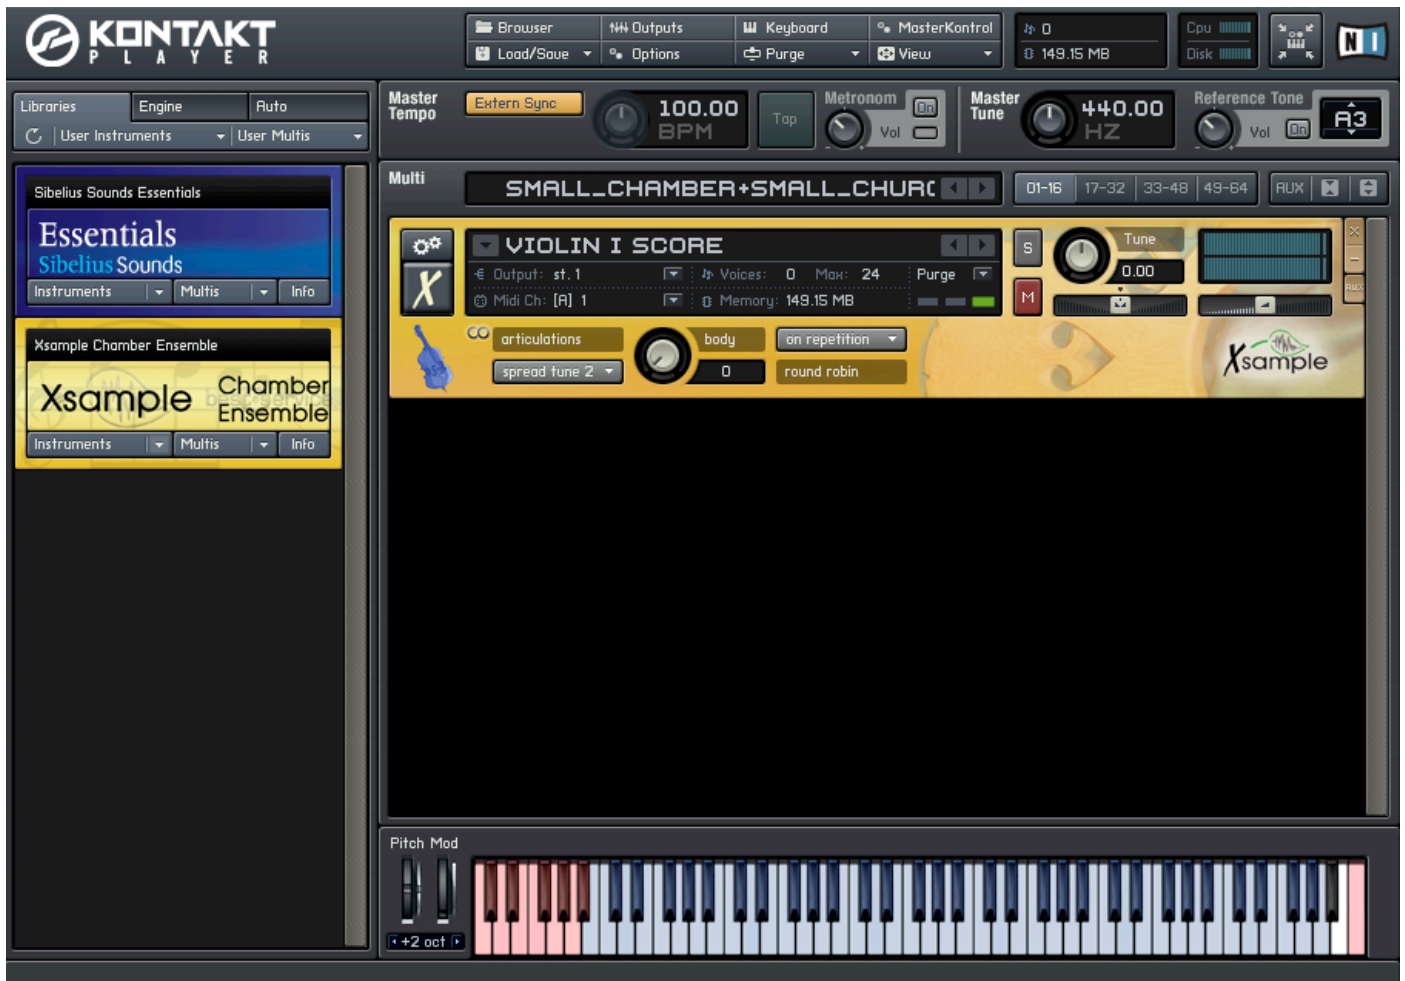 KONTAKT
PLAYER
Browser
Outputs
Keyboard
MasterKontrol
Load/Save
Options
Purge
View
0
149.15 MB
Cpu
Disk
NI
Libraries
Engine
Auto
User Instruments
User Multis
Master
Tempo
Extern Sync
100.00
BPM
Tap
Metronom
On
Vol
Master
Tune
440.00
HZ
Reference Tone
Vol
On
A3
Sibelius Sounds Essentials
Essentials
Sibelius Sounds
Instruments
Multis
Info
Xsample Chamber Ensemble
Xsample
Chamber
Ensemble
Instruments
Multis
Info
Multi
SMALL_CHAMBER+SMALL_CHURC
01-16
17-32
33-48
49-64
AUX
VIOLIN I SCORE
Output: st. 1
Voices: 0 Max: 24
Purge
Midi Ch: [A] 1
Memory: 149.15 MB
S
M
Tune
0.00
X
AUX
articulations
spread tune 2
body
0
on repetition
round robin
Xsample
Pitch Mod
+2 oct